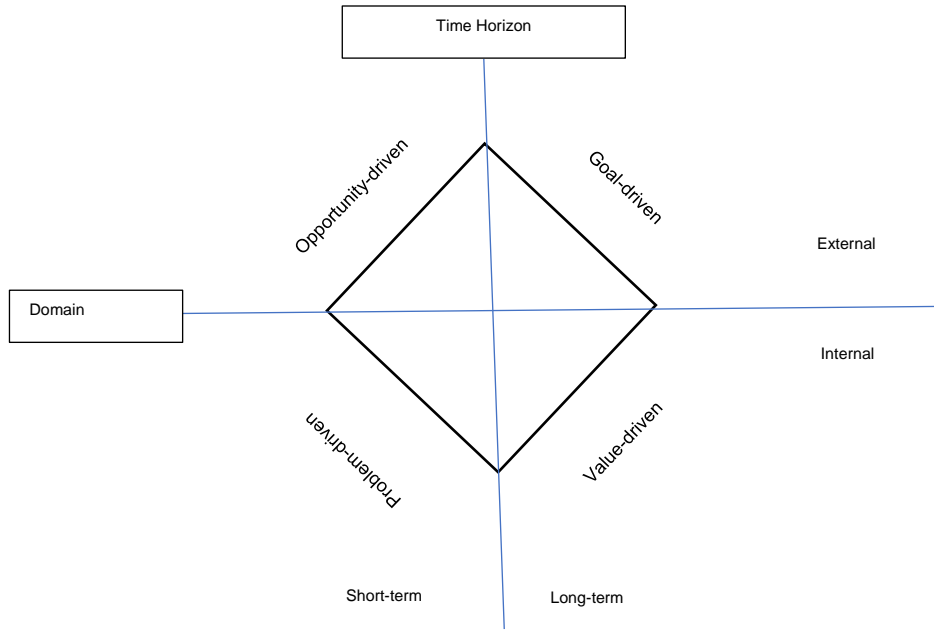 Time Horizon
Opportunity-driven
Goal-driven
External
Domain
Internal
Problem-driven
Value-driven
Short-term
Long-term